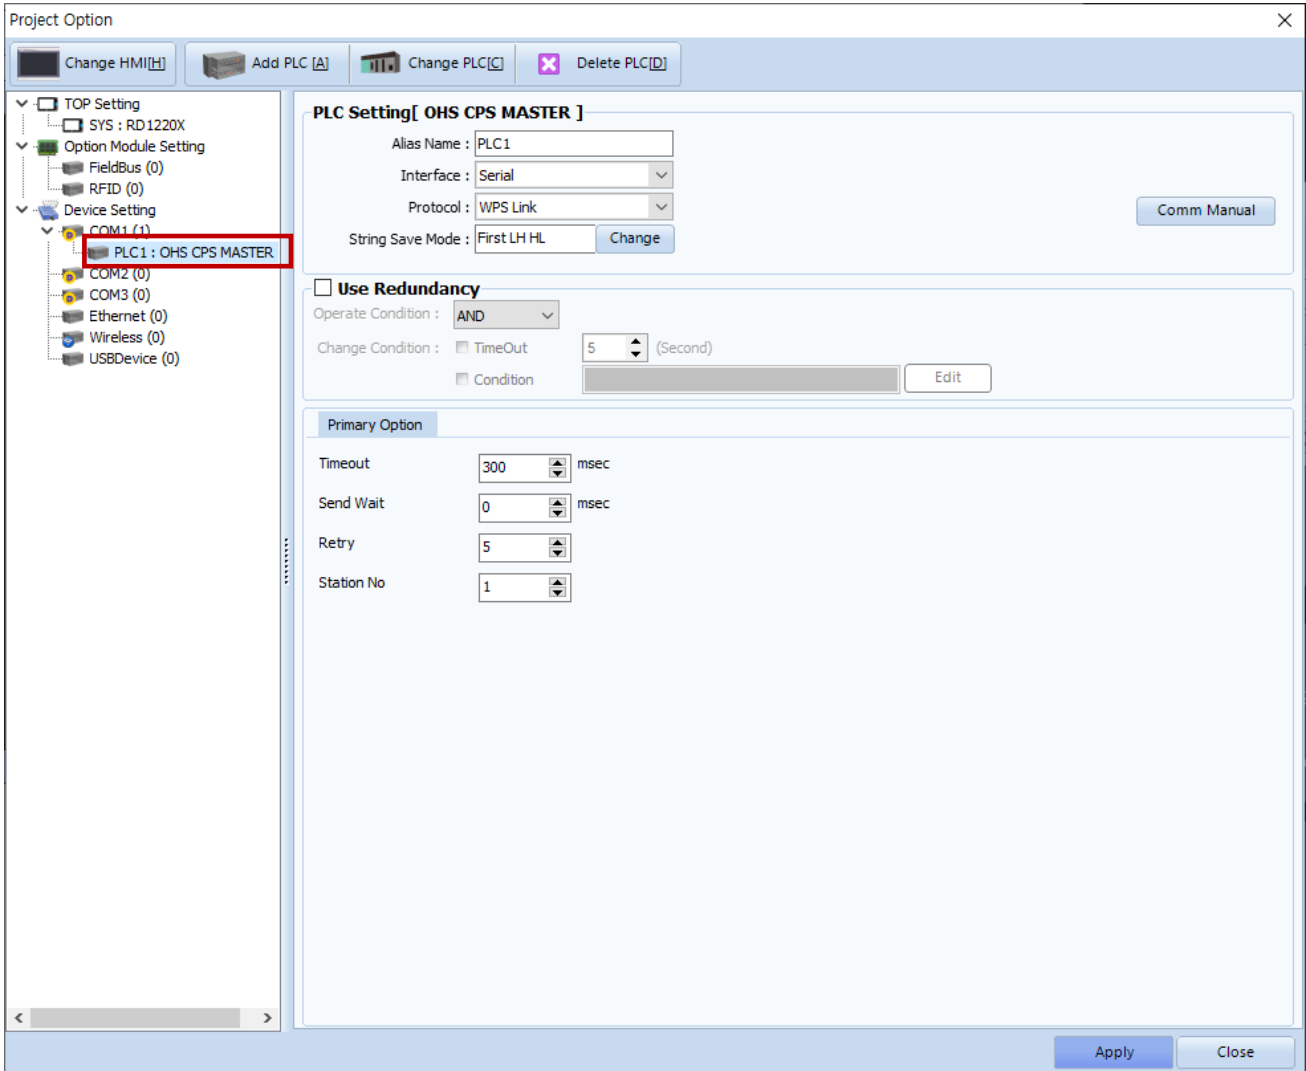 Project Option
Change HMI[H]
Add PLC [A]
Change PLC[C]
Delete PLC[D]
TOP Setting
SYS : RD1220X
Option Module Setting
FieldBus (0)
RFID (0)
Device Setting
COM1 (1)
PLC1 : OHS CPS MASTER
COM2 (0)
COM3 (0)
Ethernet (0)
Wireless (0)
USBDevice (0)
PLC Setting[ OHS CPS MASTER ]
Alias Name : PLC1
Interface : Serial
Protocol : WPS Link
Comm Manual
String Save Mode : First LH HL Change
Use Redundancy
Operate Condition : AND
Change Condition : TimeOut 5 (Second)
Condition Edit
Primary Option
Timeout 300 msec
Send Wait 0 msec
Retry 5
Station No 1
Apply
Close